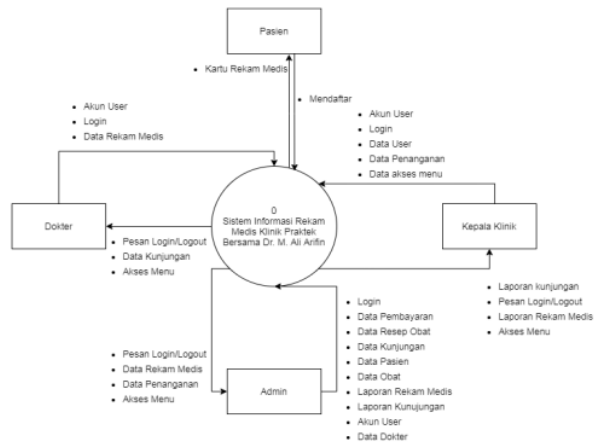 Pasien
Kartu Rekam Medis
Mendaftar
Akun User
Login
Data Rekam Medis
Akun User
Login
Data User
Data Penanganan
Data akses menu
Dokter
0
Sistem Informasi Rekam
Medis Klinik Praktek
Bersama Dr. M. Ali Arifin
Kepala Klinik
Pesan Login/Logout
Data Kunjungan
Akses Menu
Laporan kunjungan
Pesan Login/Logout
Laporan Rekam Medis
Akses Menu
Pesan Login/Logout
Data Rekam Medis
Data Penanganan
Akses Menu
Admin
Login
Data Pembayaran
Data Resep Obat
Data Kunjungan
Data Pasien
Data Obat
Laporan Rekam Medis
Laporan Kunujungan
Akun User
Data Dokter